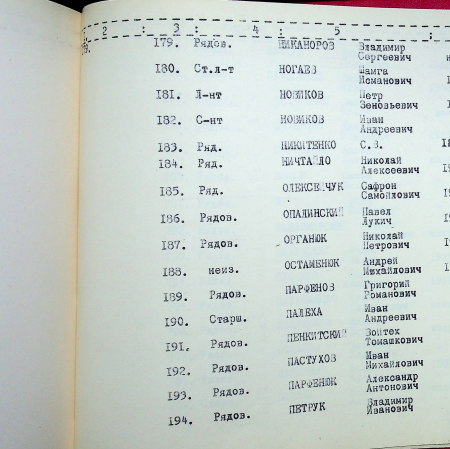 2 : 3 : 4 : 5 :
179. Рядов. НИКАНОРОВ Владимир
Сергеевич
180. Ст.л-т НОГАЕВ Шамга
Исманович
181. Л-нт НОВИКОВ Петр
Зеновьевич
182. С-нт НОВИКОВ Иван
Андреевич
183. Ряд. НИКИТЕНКО С.В.
184. Ряд. НИЧТАЙЛО Николай
Алексеевич
185. Ряд. ОЛЕКСЕЙЧУК Сафрон
Самойлович
186. Рядов. ОПАЛИНСКИЙ Павел
Лукич
187. Рядов. ОРГАНЮК Николай
Петрович
188. неиз. ОСТАМЕНЮК Андрей
Михайлович
189. Рядов. ПАРФЕНОВ Григорий
Романович
190. Старш. ПАЛЕХА Иван
Андреевич
191. Рядов. ПЕНКИТСКИЙ Войтех
Томашкович
192. Рядов. ПАСТУХОВ Иван
Михайлович
193. Рядов. ПАРФЕНЮК Александр
Антонович
194. Рядов. ПЕТРУК Владимир
Иванович